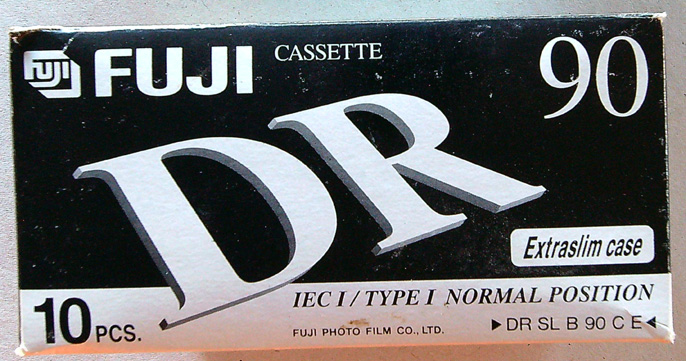 FUJI FUJI CASSETTE 90
DR
Extraslim case
IEC I / TYPE I NORMAL POSITION
10 PCS. FUJI PHOTO FILM CO., LTD. ▶DR SL B 90 C E◀